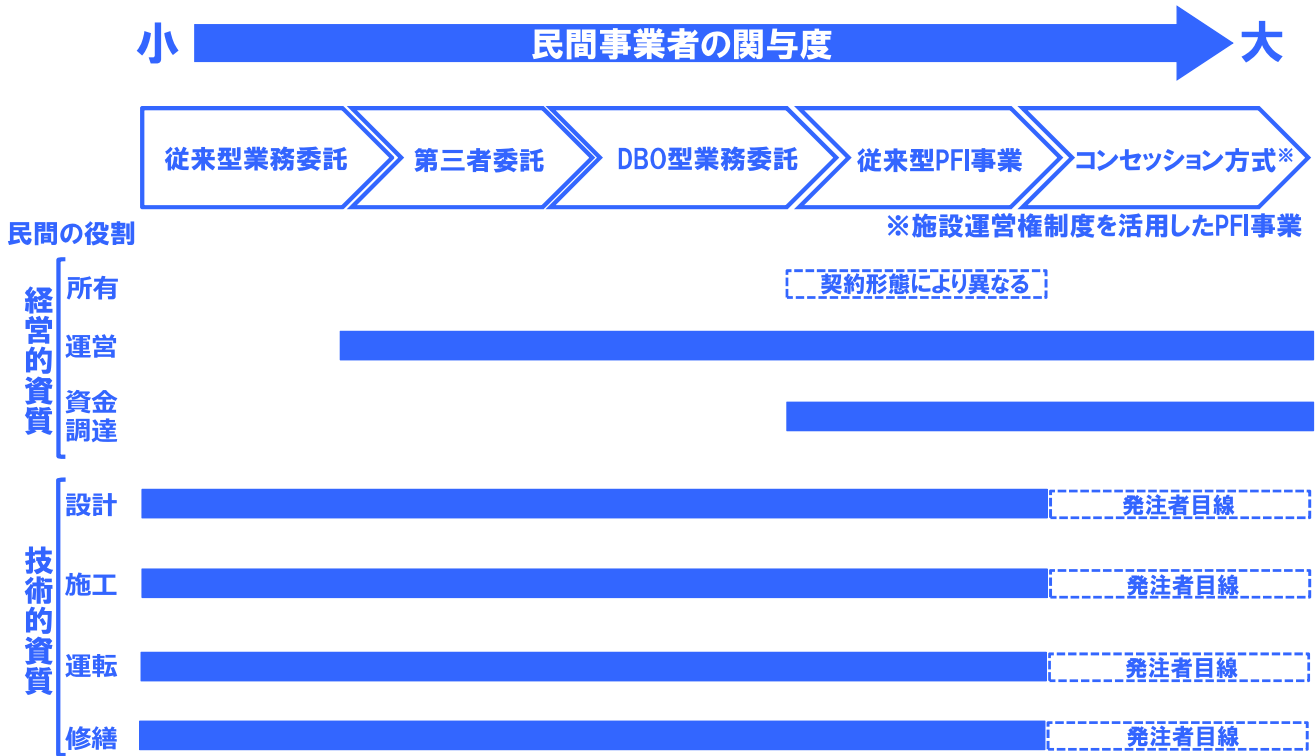 小 民間事業者の関与度 大
従来型業務委託 第三者委託 DBO型業務委託 従来型PFI事業 コンセッション方式※
※施設運営権制度を活用したPFI事業
民間の役割
経営的資質
所有 契約形態により異なる
運営
資金
調達
技術的資質
設計 発注者目線
施工 発注者目線
運転 発注者目線
修繕 発注者目線